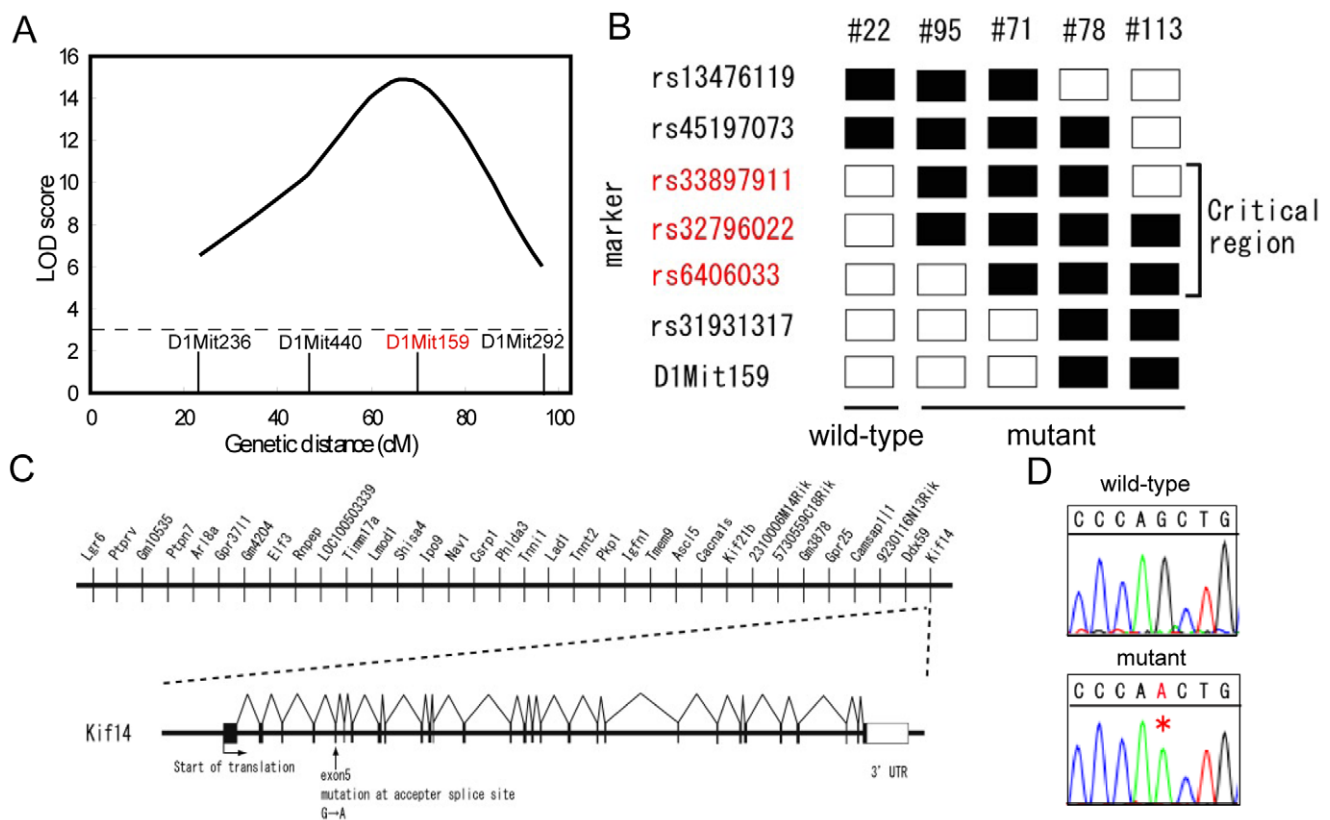 A
16
14
12
10
8
6
4
2
0
LOD score
D1Mit236 D1Mit440 D1Mit159 D1Mit292
0 20 40 60 80 100
Genetic distance (cM)
B
#22 #95 #71 #78 #113
marker
rs13476119
rs45197073
rs33897911
rs32796022
rs6406033
rs31931317
D1Mit159
Critical
region
wild-type mutant
C
Lgr6
Ptprv
Gm10535
Ptpn7
Arl8a
Gpr37l1
Gm4204
Elf3
Rnpep
LOC100503339
Timm17a
Lmod1
Shisa4
Ipo9
Nav1
Csrp1
Phlda3
Tnni1
Lad1
Tnnt2
Pkp1
Igfn1
Tmem9
Asci5
Cacna1s
Kif21b
2310006M14Rik
5730559C18Rik
Gm3878
Gpr25
Camsap1l1
9230116N13Rik
Ddx59
Kif14
Kif14
Start of translation
exon5
mutation at accepter splice site
G→A
3' UTR
D
wild-type
C C C A G C T G
mutant
C C C A A C T G
*